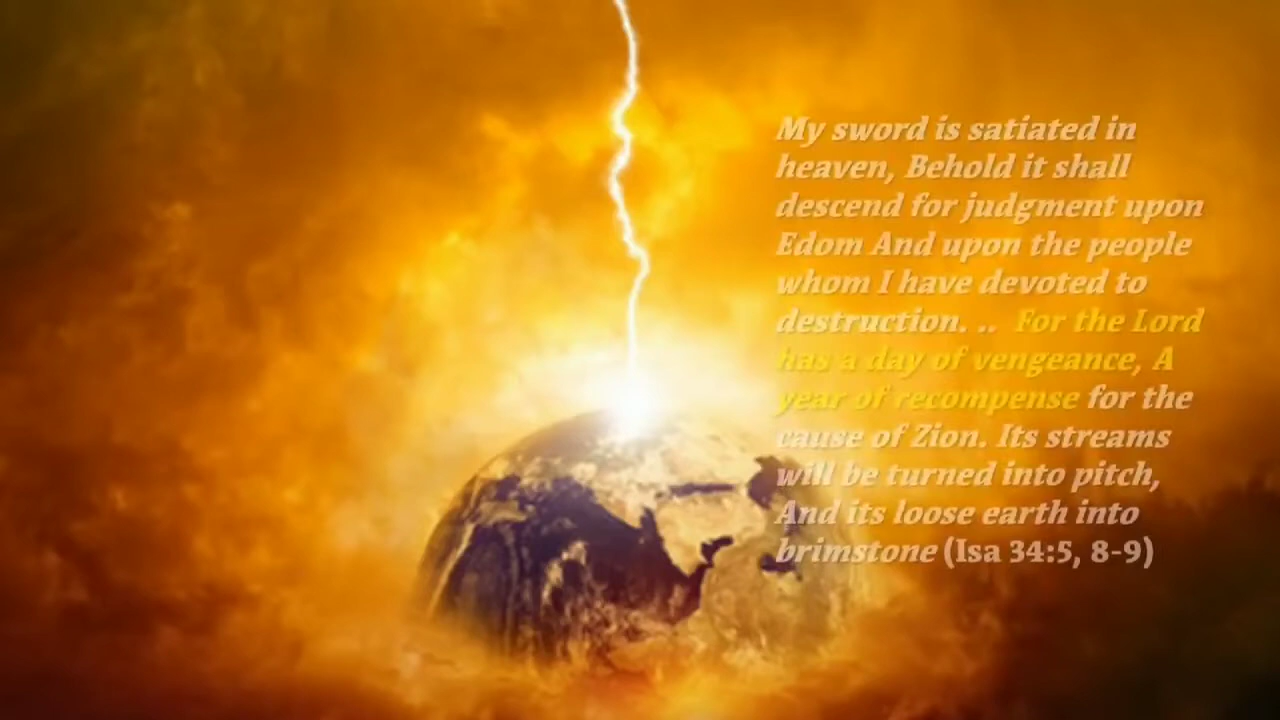 My sword is satiated in
heaven, Behold it shall
descend for judgment upon
Edom And upon the people
whom I have devoted to
destruction. ..  For the Lord
has a day of vengeance, A
year of recompense for the
cause of Zion. Its streams
will be turned into pitch,
And its loose earth into
brimstone (Isa 34:5, 8-9)